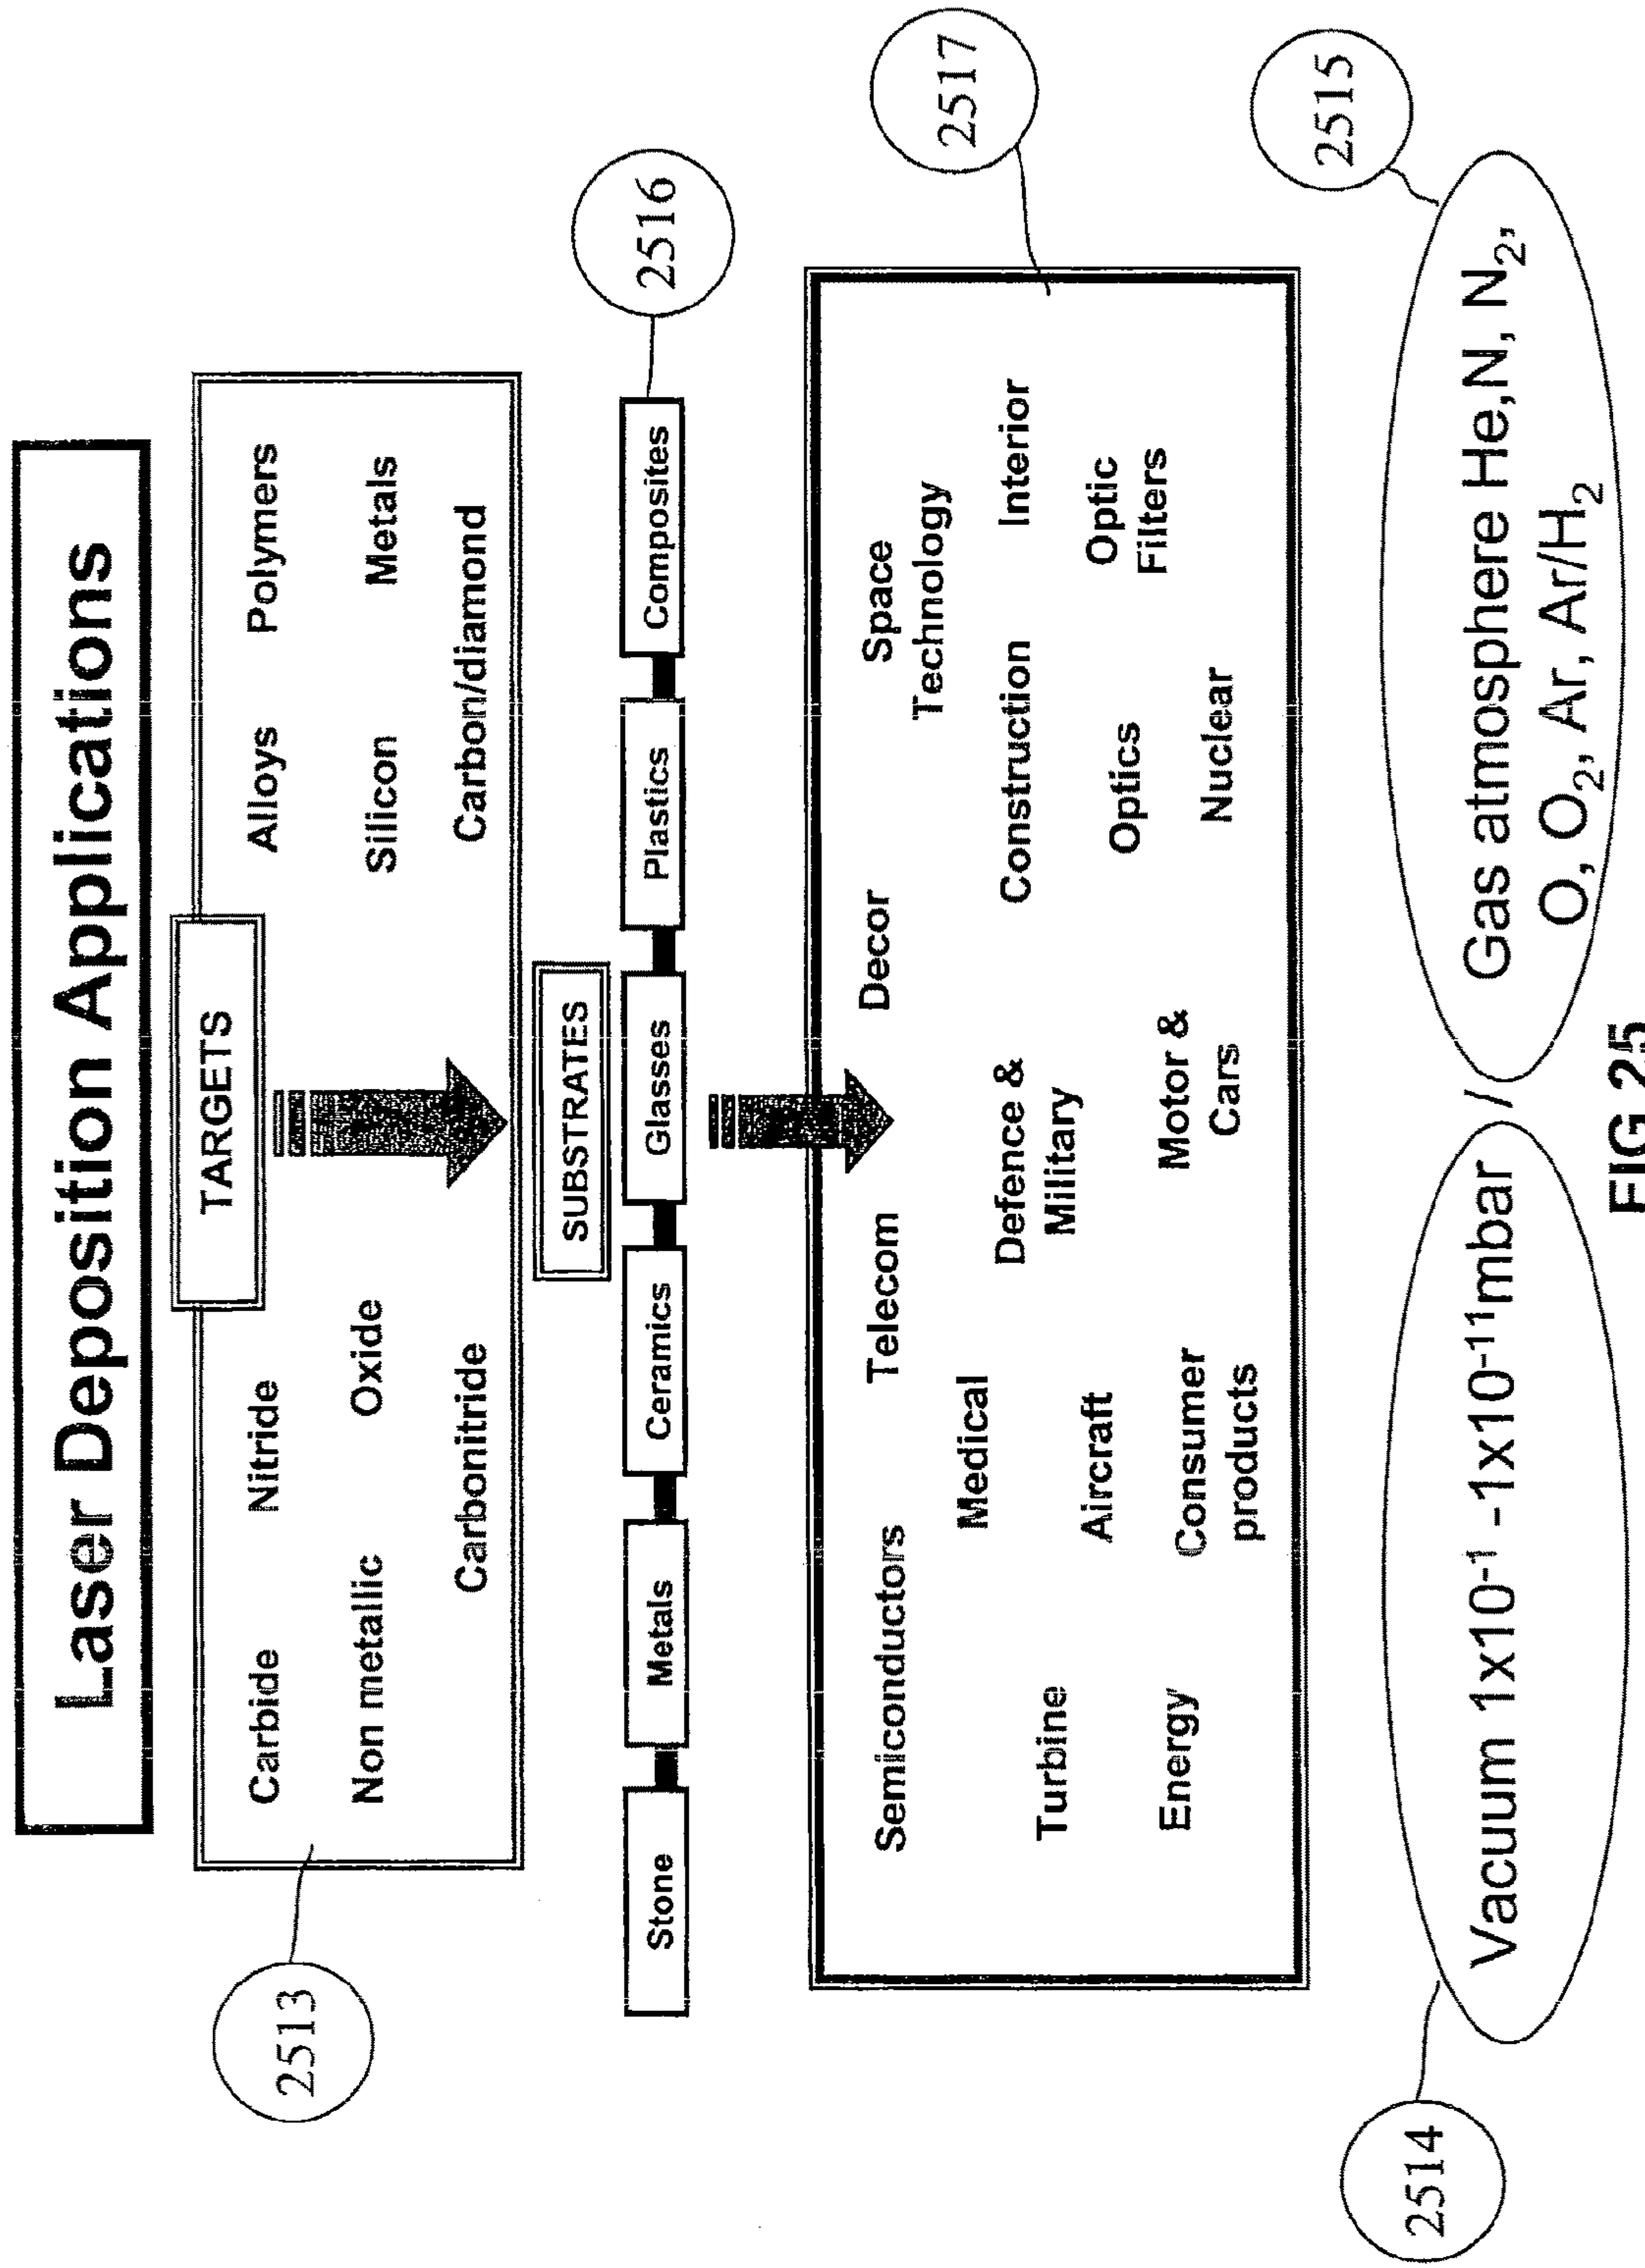 Laser Deposition Applications
TARGETS
Carbide Nitride Alloys Polymers
Non metallic Oxide Silicon Metals
Carbonitride Carbon/diamond
2513
SUBSTRATES
Stone Metals Ceramics Glasses Plastics Composites
2516
Semiconductors Telecom Decor Space
Technology
Medical
Defence &
Military
Construction Interior
Turbine Aircraft Optics Optic
Filters
Energy Consumer
products
Motor &
Cars
Nuclear
2517
Vacuum 1x10⁻¹ -1x10⁻¹¹mbar /
2514
Gas atmosphere He,N, N₂,
O, O₂, Ar, Ar/H₂
2515
FIG 25